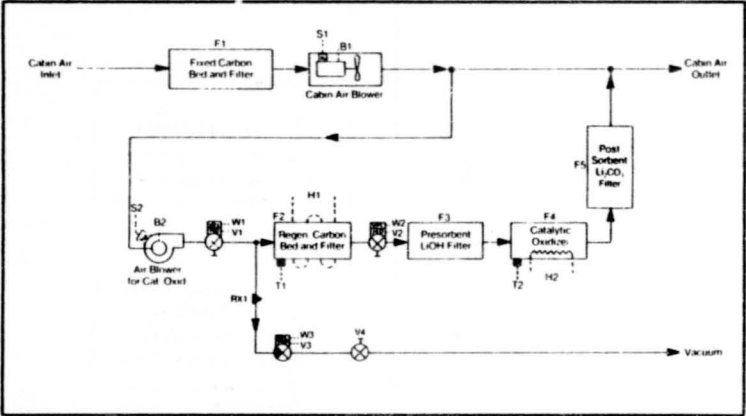 S1
F1
B1
Cabin Air
Inlet
Fixed Carbon
Bed and Filter
Cabin Air
Outlet
Cabin Air Blower
Post
Sorbent
Li2CO3
Filter
F5
S2
B2
W1
V1
H1
F2
Regen. Carbon
Bed and Filter
W2
V2
F3
Presorbent
LiOH Filter
F4
Catalytic
Oxidizer
Air Blower
for Cat. Oxid
T1
T2
H2
RX1
W3
V3
V4
Vacuum